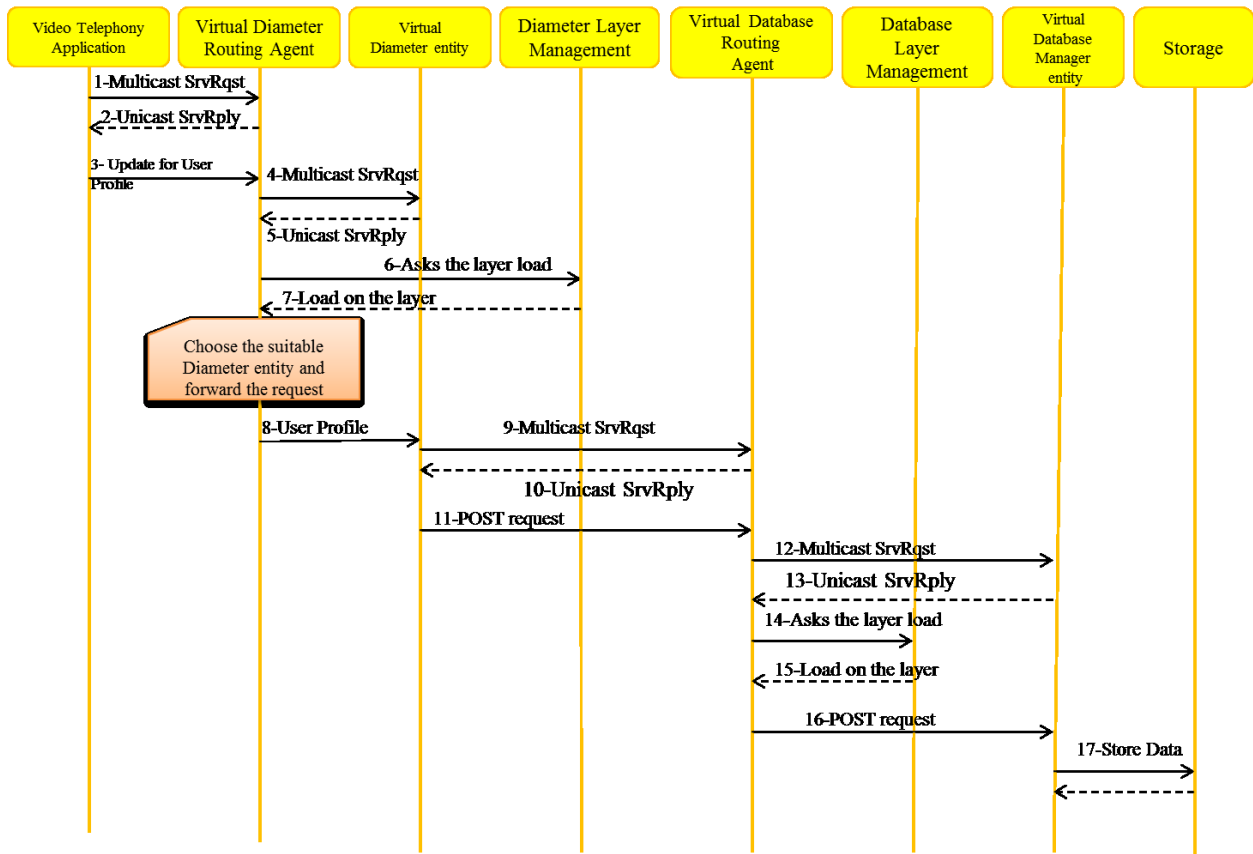 Video Telephony
Application
Virtual Diameter
Routing Agent
Virtual
Diameter entity
Diameter Layer
Management
Virtual Database
Routing
Agent
Database
Layer
Management
Virtual
Database
Manager
entity
Storage
1-Multicast SrvRqst
2-Unicast SrvRply
3- Update for User
Profile
4-Multicast SrvRqst
5-Unicast SrvRply
6-Asks the layer load
7-Load on the layer
Choose the suitable
Diameter entity and
forward the request
8-User Profile
9-Multicast SrvRqst
10-Unicast SrvRply
11-POST request
12-Multicast SrvRqst
13-Unicast SrvRply
14-Asks the layer load
15-Load on the layer
16-POST request
17-Store Data